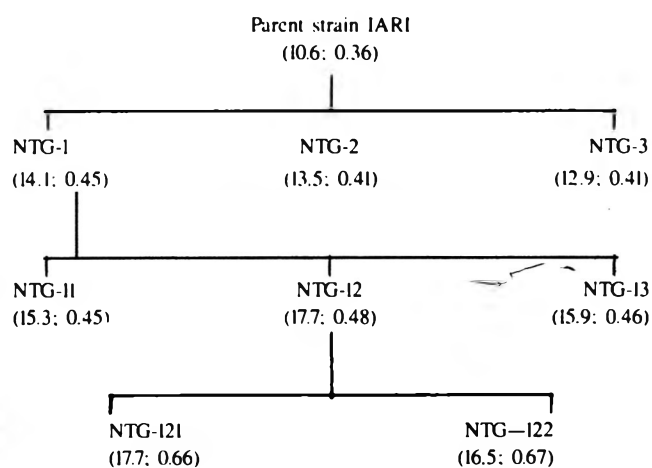 Parent strain IARI
(10.6; 0.36)
NTG-1 NTG-2 NTG-3
(14.1; 0.45) (13.5; 0.41) (12.9; 0.41)
NTG-11 NTG-12 NTG-13
(15.3; 0.45) (17.7; 0.48) (15.9; 0.46)
NTG-121 NTG—122
(17.7; 0.66) (16.5; 0.67)